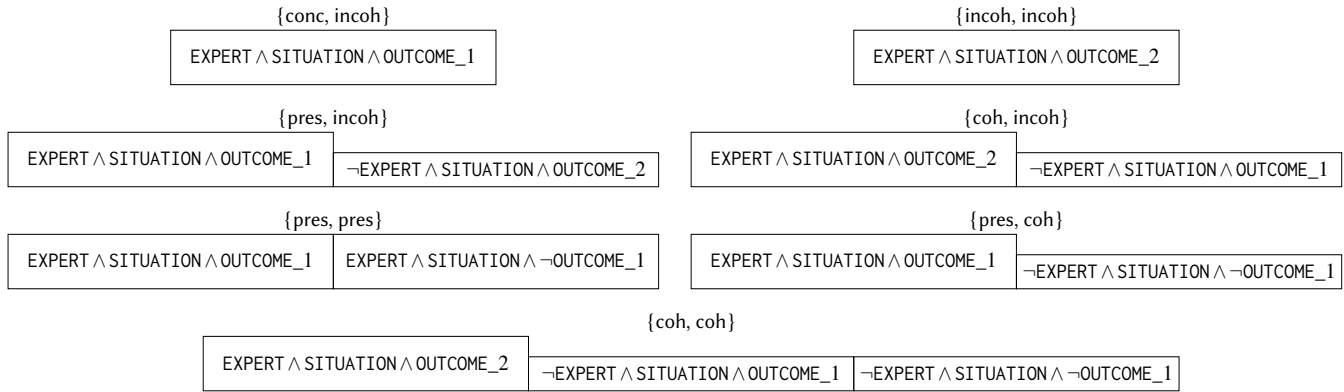 {conc, incoh}
EXPERT ∧ SITUATION ∧ OUTCOME_1
{incoh, incoh}
EXPERT ∧ SITUATION ∧ OUTCOME_2
{pres, incoh}
EXPERT ∧ SITUATION ∧ OUTCOME_1
¬EXPERT ∧ SITUATION ∧ OUTCOME_2
{coh, incoh}
EXPERT ∧ SITUATION ∧ OUTCOME_2
¬EXPERT ∧ SITUATION ∧ OUTCOME_1
{pres, pres}
EXPERT ∧ SITUATION ∧ OUTCOME_1
EXPERT ∧ SITUATION ∧ ¬OUTCOME_1
{pres, coh}
EXPERT ∧ SITUATION ∧ OUTCOME_1
¬EXPERT ∧ SITUATION ∧ ¬OUTCOME_1
{coh, coh}
EXPERT ∧ SITUATION ∧ OUTCOME_2
¬EXPERT ∧ SITUATION ∧ OUTCOME_1
¬EXPERT ∧ SITUATION ∧ ¬OUTCOME_1